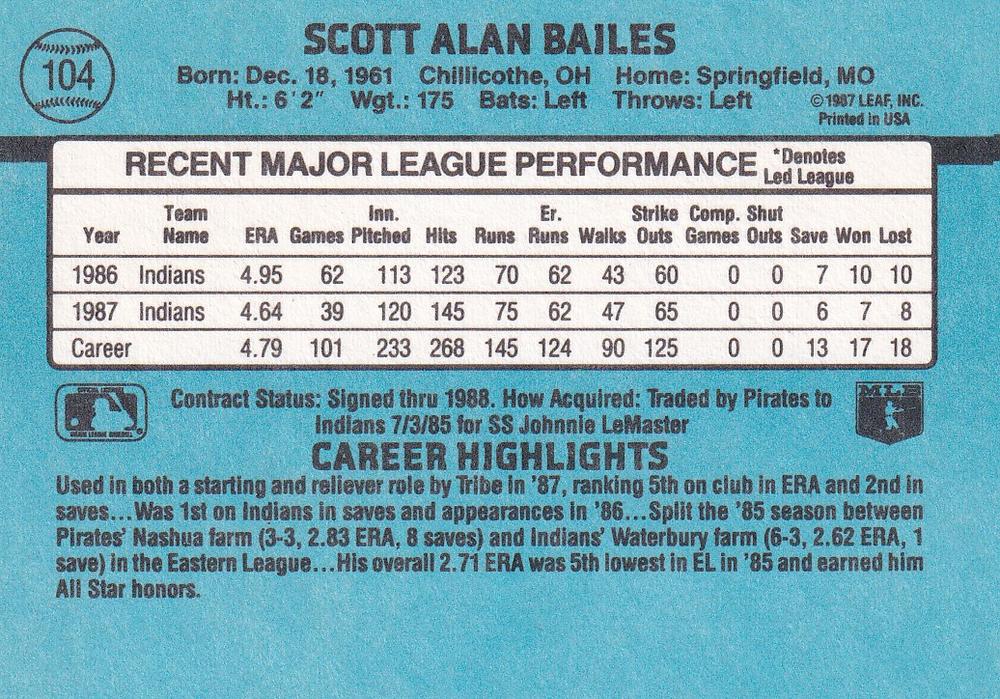 104
SCOTT ALAN BAILES
Born: Dec. 18, 1961 Chillicothe, OH Home: Springfield, MO
Ht.: 6´2˝ Wgt.: 175 Bats: Left Throws: Left
© 1987 LEAF, INC.
Printed in USA
RECENT MAJOR LEAGUE PERFORMANCE *Denotes
Led League
Team Inn. Er. Strike Comp. Shut
Year Name ERA Games Pitched Hits Runs Runs Walks Outs Games Outs Save Won Lost
1986 Indians 4.95 62 113 123 70 62 43 60 0 0 7 10 10
1987 Indians 4.64 39 120 145 75 62 47 65 0 0 6 7 8
Career 4.79 101 233 268 145 124 90 125 0 0 13 17 18
MLB
Contract Status: Signed thru 1988. How Acquired: Traded by Pirates to
Indians 7/3/85 for SS Johnnie LeMaster
CAREER HIGHLIGHTS
Used in both a starting and reliever role by Tribe in '87, ranking 5th on club in ERA and 2nd in
saves...Was 1st on Indians in saves and appearances in '86...Split the '85 season between
Pirates' Nashua farm (3-3, 2.83 ERA, 8 saves) and Indians' Waterbury farm (6-3, 2.62 ERA, 1
save) in the Eastern League...His overall 2.71 ERA was 5th lowest in EL in '85 and earned him
All Star honors.